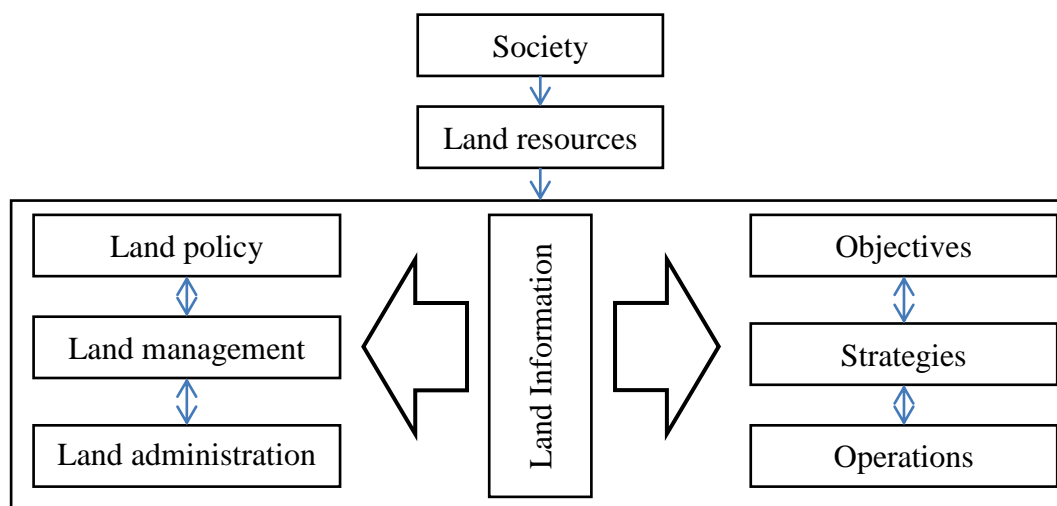 Society
Land resources
Land policy
Land management
Land administration
Land Information
Objectives
Strategies
Operations